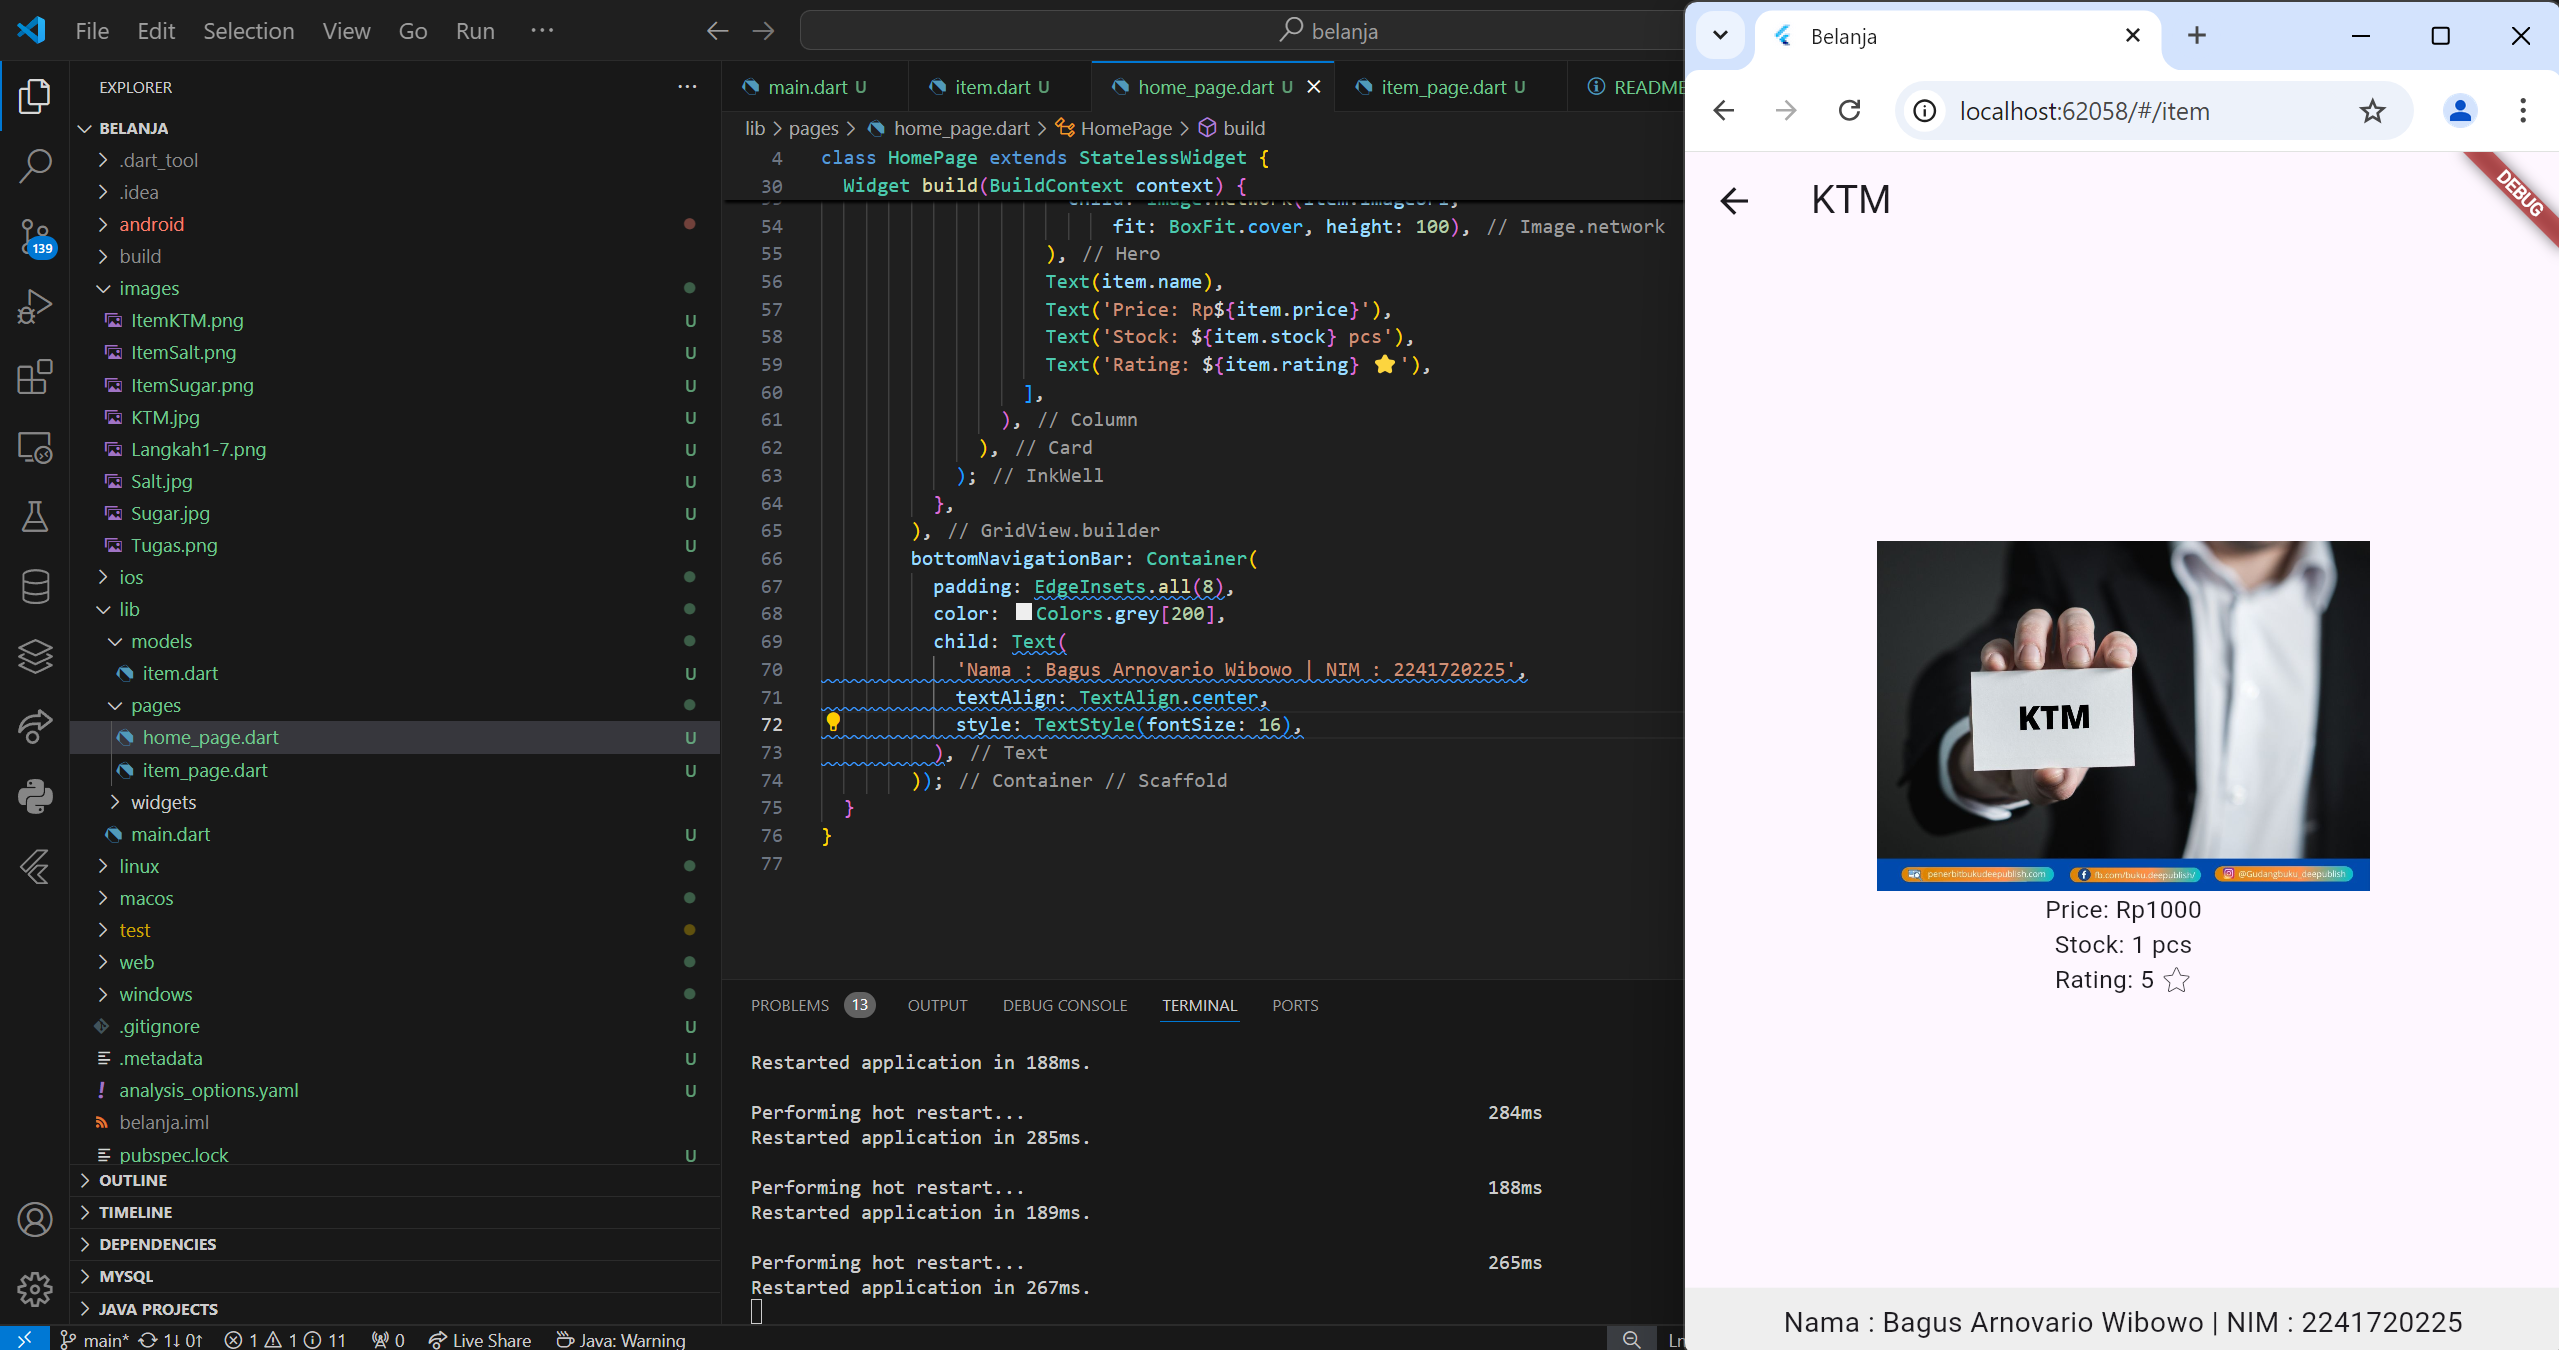 File Edit Selection View Go Run ···
belanja
EXPLORER ···
BELANJA
.dart_tool
.idea
android
build
images
ItemKTM.png U
ItemSalt.png U
ItemSugar.png U
KTM.jpg U
Langkah1-7.png U
Salt.jpg U
Sugar.jpg U
Tugas.png U
ios
lib
models
item.dart U
pages
home_page.dart U
item_page.dart U
widgets
main.dart U
linux
macos
test
web
windows
.gitignore U
.metadata U
! analysis_options.yaml U
belanja.iml
pubspec.lock U
OUTLINE
TIMELINE
DEPENDENCIES
MYSQL
JAVA PROJECTS
139
main.dart U item.dart U home_page.dart U item_page.dart U README
lib > pages > home_page.dart > HomePage > build
4 class HomePage extends StatelessWidget {
30 Widget build(BuildContext context) {
54 fit: BoxFit.cover, height: 100), // Image.network
55 ), // Hero
56 Text(item.name),
57 Text('Price: Rp${item.price}'),
58 Text('Stock: ${item.stock} pcs'),
59 Text('Rating: ${item.rating} ⭐'),
60 ],
61 ), // Column
62 ), // Card
63 ); // InkWell
64 },
65 ), // GridView.builder
66 bottomNavigationBar: Container(
67 padding: EdgeInsets.all(8),
68 color: Colors.grey[200],
69 child: Text(
70 'Nama : Bagus Arnovario Wibowo | NIM : 2241720225',
71 textAlign: TextAlign.center,
72 style: TextStyle(fontSize: 16),
73 ), // Text
74 )); // Container // Scaffold
75 }
76 }
77
PROBLEMS 13 OUTPUT DEBUG CONSOLE TERMINAL PORTS
Restarted application in 188ms.
Performing hot restart... 284ms
Restarted application in 285ms.
Performing hot restart... 188ms
Restarted application in 189ms.
Performing hot restart... 265ms
Restarted application in 267ms.
main* 1↓ 0↑ 1 1 11 0 Live Share Java: Warning
Belanja
localhost:62058/#/item
DEBUG
KTM
KTM
penerbitbukudeepublish.com fb.com/buku.deepublish/ @Gudangbuku_deepublish
Price: Rp1000
Stock: 1 pcs
Rating: 5 ☆
Nama : Bagus Arnovario Wibowo | NIM : 2241720225